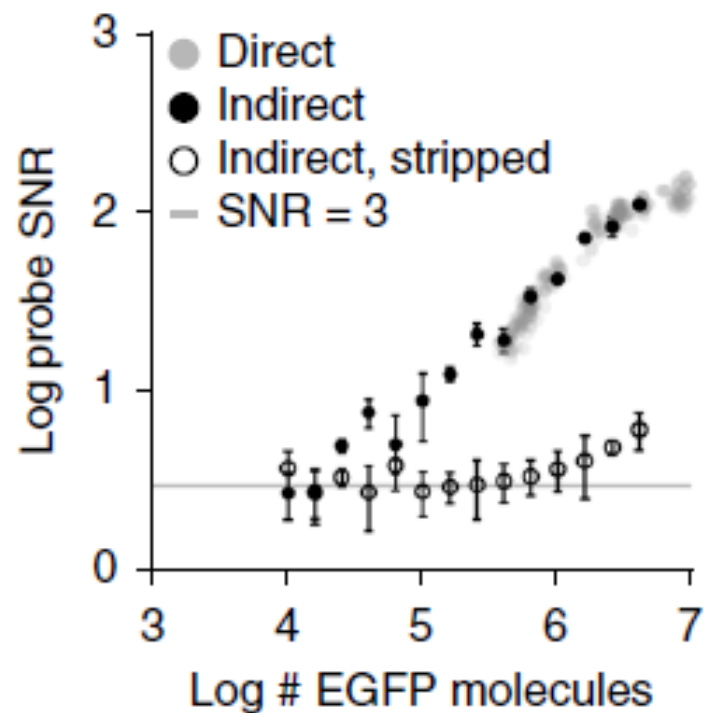 3
Direct
Indirect
Indirect, stripped
SNR = 3
2
1
0
Log probe SNR
3 4 5 6 7
Log # EGFP molecules